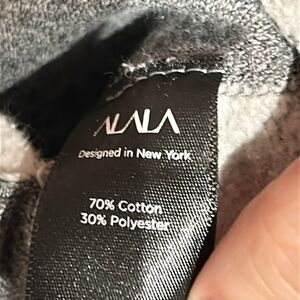 ALALA
Designed in New York
70% Cotton
30% Polyester